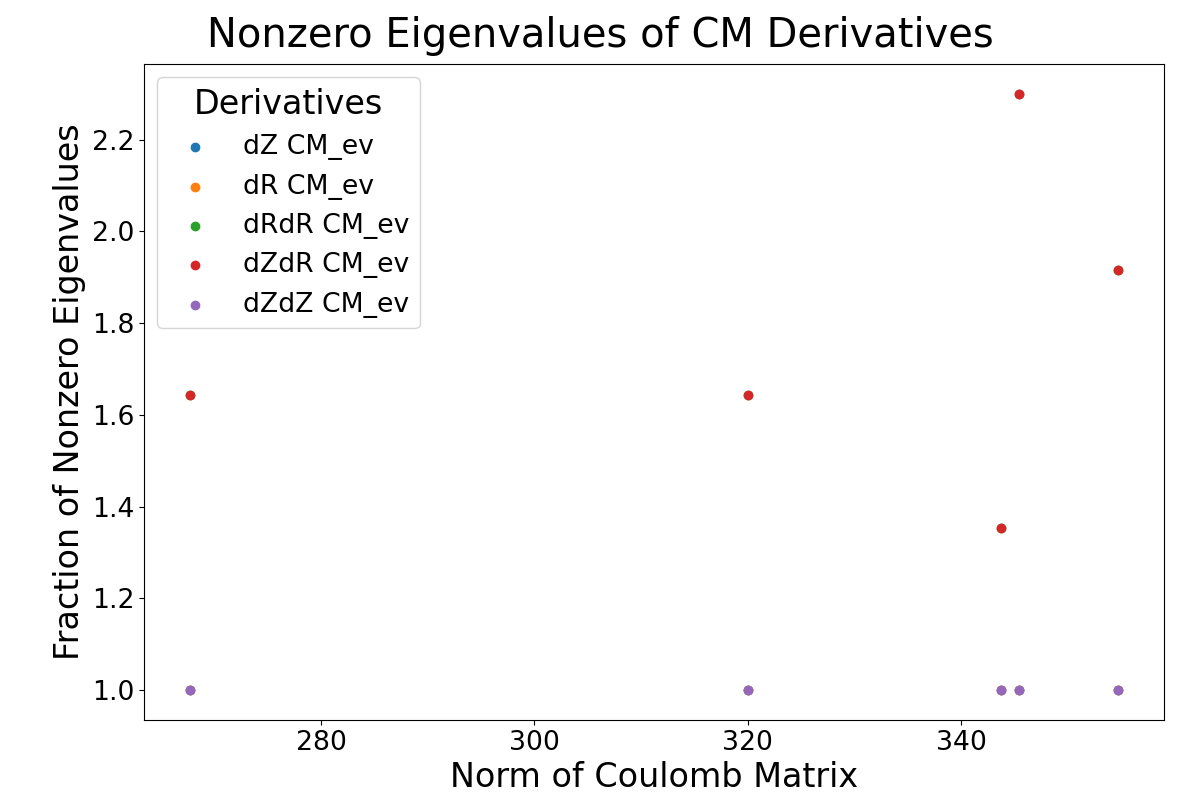 Nonzero Eigenvalues of CM Derivatives
Fraction of Nonzero Eigenvalues
2.2
2.0
1.8
1.6
1.4
1.2
1.0
Derivatives
dZ CM_ev
dR CM_ev
dRdR CM_ev
dZdR CM_ev
dZdZ CM_ev
280 300 320 340
Norm of Coulomb Matrix